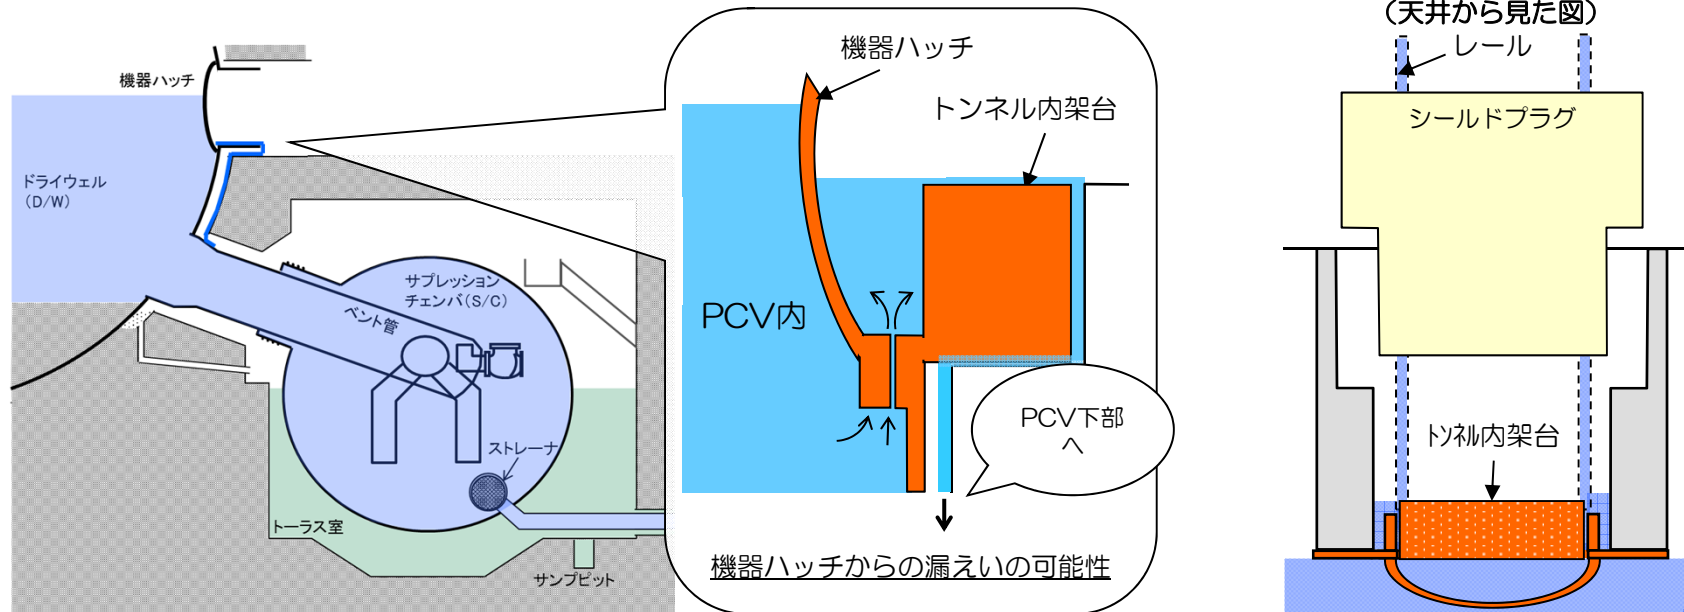 機器ハッチ
ドライウェル
(D/W)
サプレッション
チェンバ(S/C)
ベント管
ストレーナ
トーラス室
サンプピット
機器ハッチ
トンネル内架台
PCV内
PCV下部
へ
機器ハッチからの漏えいの可能性
(天井から見た図)
レール
シールドプラグ
トンネル内架台